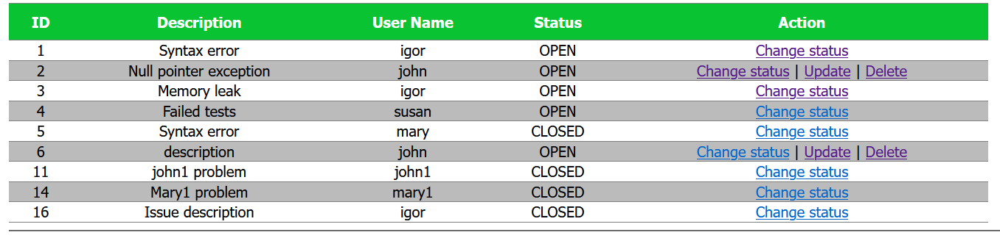 ID Description User Name Status Action
1 Syntax error igor OPEN Change status
2 Null pointer exception john OPEN Change status | Update | Delete
3 Memory leak igor OPEN Change status
4 Failed tests susan OPEN Change status
5 Syntax error mary CLOSED Change status
6 description john OPEN Change status | Update | Delete
11 john1 problem john1 CLOSED Change status
14 Mary1 problem mary1 CLOSED Change status
16 Issue description igor CLOSED Change status